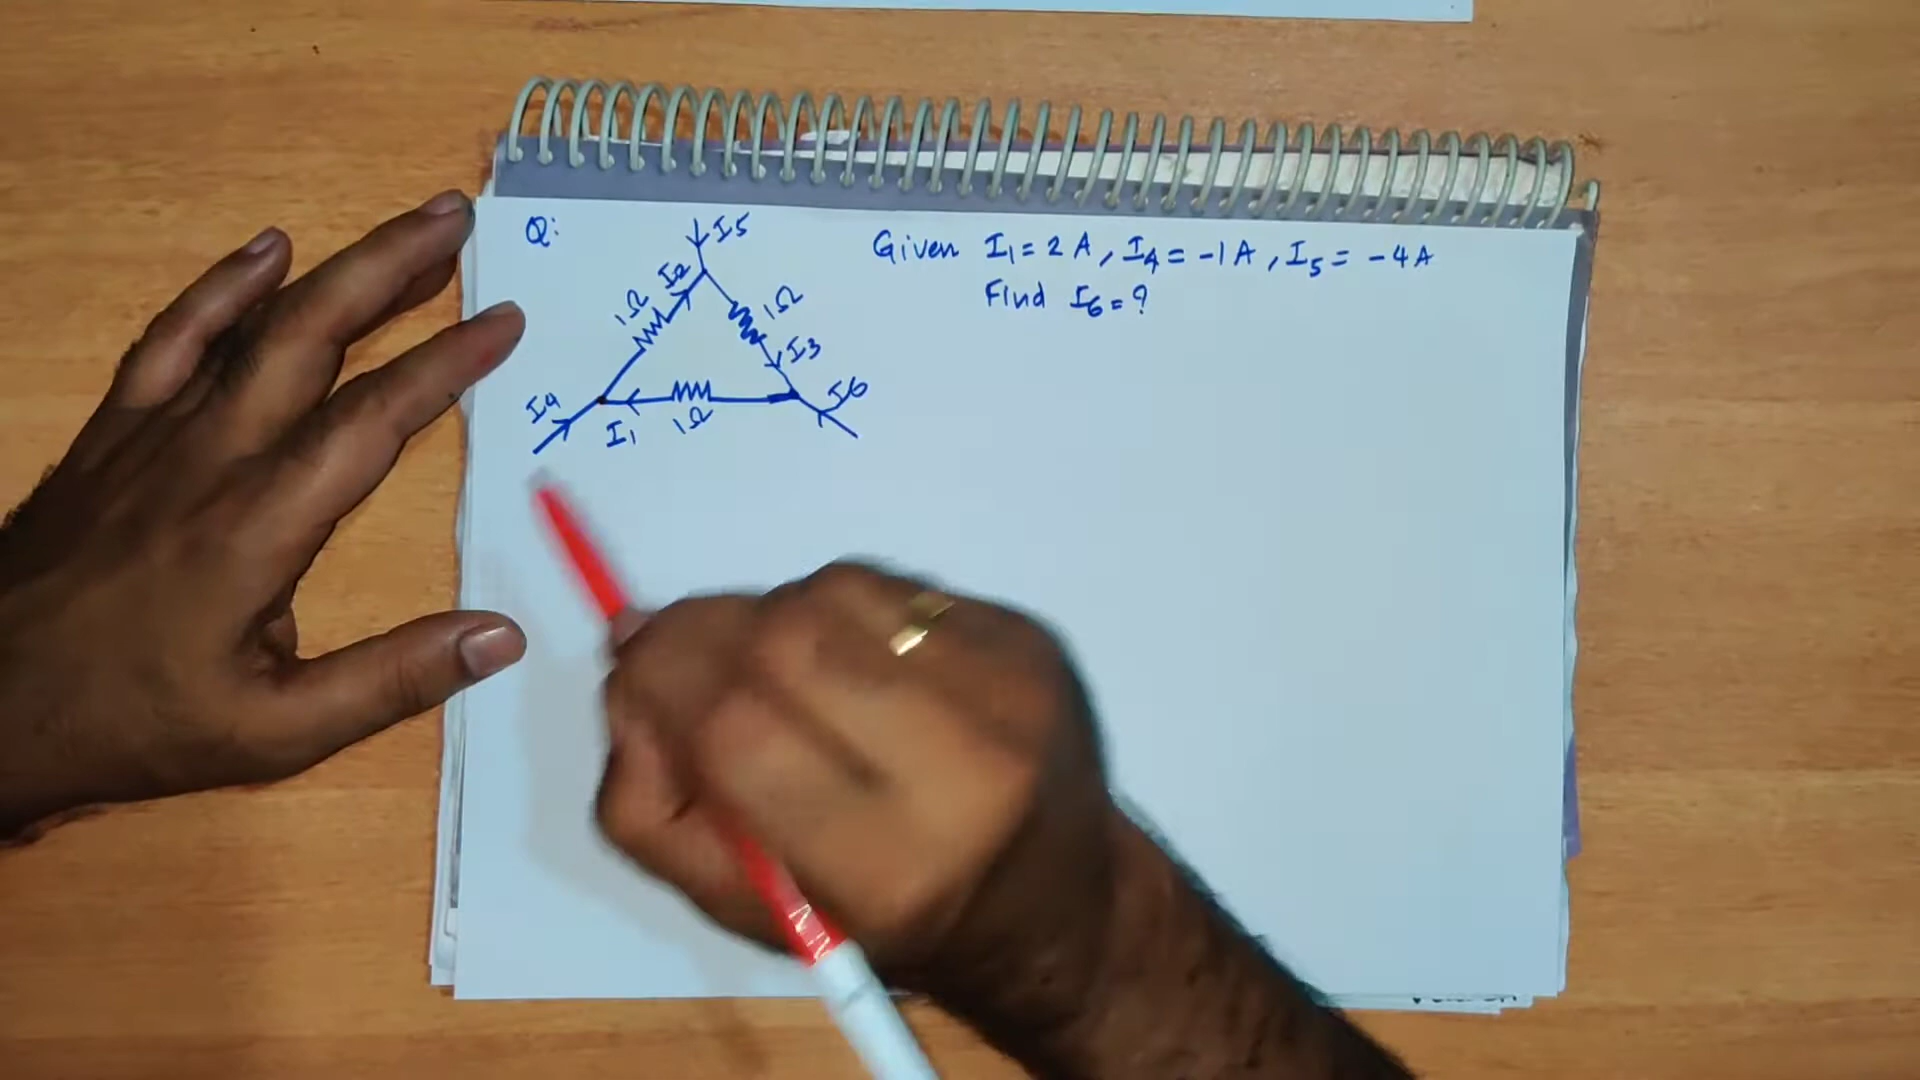 Q:
I5
I2
1Ω
1Ω
I3
I4
I6
I1
1Ω
Given I1 = 2 A, I4 = -1 A, I5 = -4 A
Find I6 = ?